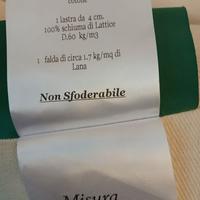 cotone
1 lastra da 4 cm.
100% schiuma di Lattice
D.60 kg/m3
1 falda di circa 1.7 kg/mq di
Lana
Non Sfoderabile
Misura